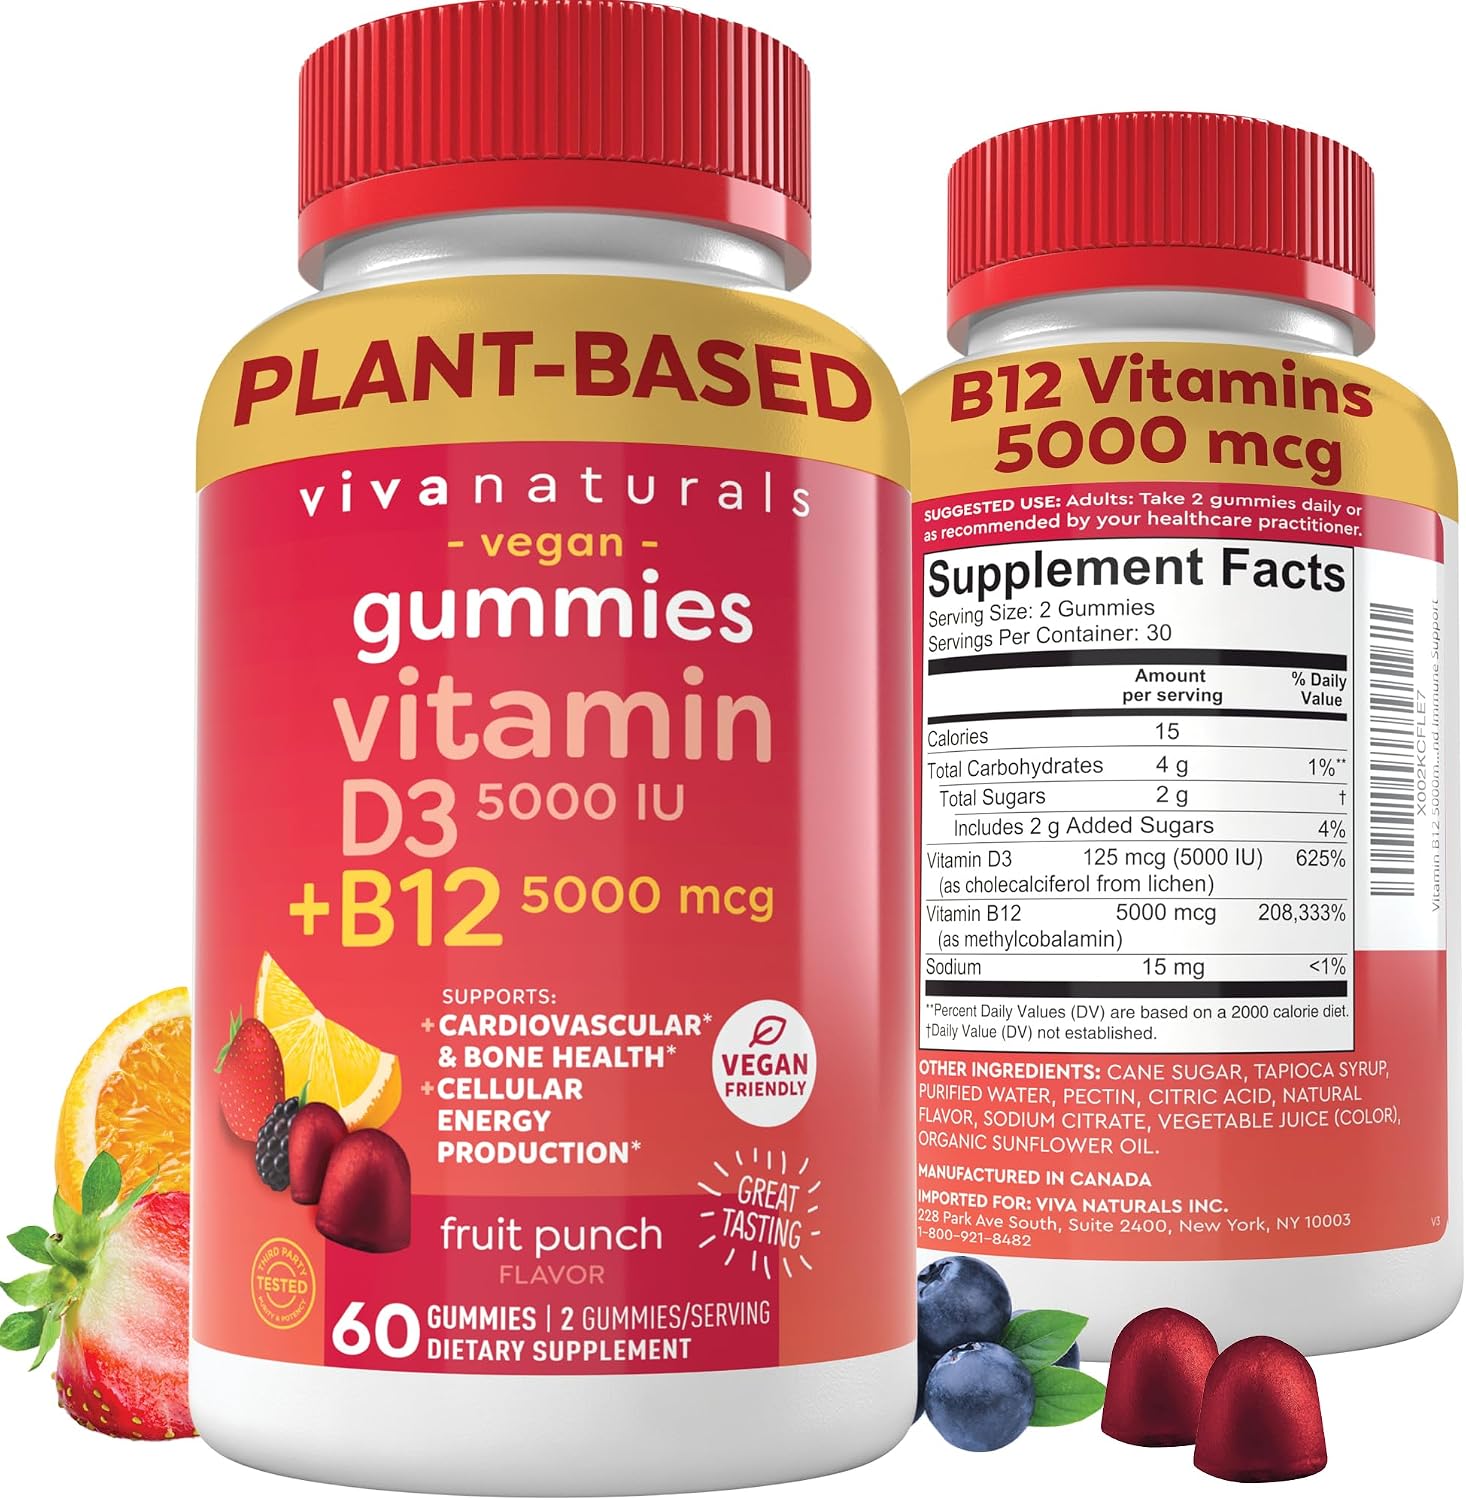 PLANT-BASED
vivanaturals
- vegan -
gummies
vitamin
D3 5000 IU
+B12 5000 mcg
SUPPORTS:
+CARDIOVASCULAR*
& BONE HEALTH*
+CELLULAR
ENERGY
PRODUCTION*
VEGAN
FRIENDLY
GREAT
TASTING
fruit punch
FLAVOR
THIRD PARTY
TESTED
PURITY & POTENCY
60 GUMMIES | 2 GUMMIES/SERVING
DIETARY SUPPLEMENT
B12 Vitamins
5000 mcg
SUGGESTED USE: Adults: Take 2 gummies daily or
as recommended by your healthcare practitioner.
Supplement Facts
Serving Size: 2 Gummies
Servings Per Container: 30
Amount per serving % Daily Value
Calories 15
Total Carbohydrates 4 g 1%**
Total Sugars 2 g †
Includes 2 g Added Sugars 4%
Vitamin D3 125 mcg (5000 IU) 625%
(as cholecalciferol from lichen)
Vitamin B12 5000 mcg 208,333%
(as methylcobalamin)
Sodium 15 mg <1%
**Percent Daily Values (DV) are based on a 2000 calorie diet.
†Daily Value (DV) not established.
OTHER INGREDIENTS: CANE SUGAR, TAPIOCA SYRUP,
PURIFIED WATER, PECTIN, CITRIC ACID, NATURAL
FLAVOR, SODIUM CITRATE, VEGETABLE JUICE (COLOR),
ORGANIC SUNFLOWER OIL.
MANUFACTURED IN CANADA
IMPORTED FOR: VIVA NATURALS INC.
228 Park Ave South, Suite 2400, New York, NY 10003
1-800-921-8482
V3
X002KCFLE7
Vitamin B12 5000m...nd Immune Support